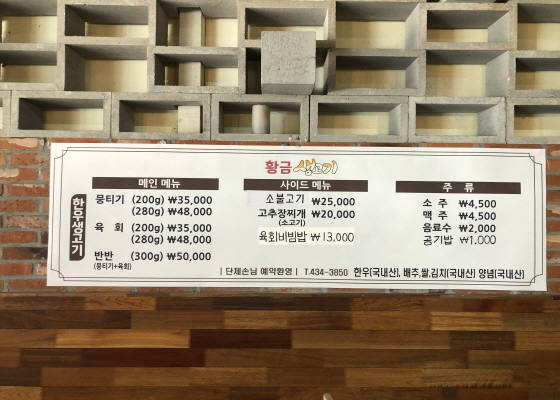 황금 생고기
한우생고기
메인 메뉴
뭉티기 (200g) ₩35,000
(280g) ₩48,000
육 회 (200g) ₩35,000
(280g) ₩48,000
반반 (300g) ₩50,000
(뭉티기+육회)
사이드 메뉴
소불고기 ₩25,000
고추장찌개 ₩20,000
(소고기)
육회비빔밥 ₩13,000
주 류
소 주 ₩4,500
맥 주 ₩4,500
음료수 ₩2,000
공기밥 ₩1,000
| 단체손님 예약환영 | T.434-3850 한우(국내산), 배추,쌀,김치(국내산) 양념(국내산)